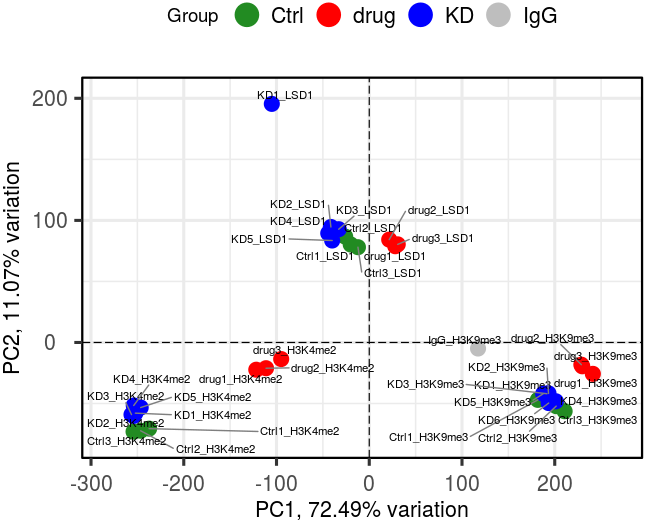 Group Ctrl drug KD IgG
PC2, 11.07% variation
200
100
0
KD1_LSD1
KD2_LSD1
KD3_LSD1
drug2_LSD1
KD4_LSD1
Ctrl2_LSD1
KD5_LSD1
drug3_LSD1
Ctrl1_LSD1
drug1_LSD1
Ctrl3_LSD1
IgG_H3K9me3
drug2_H3K9me3
drug3_H3K4me2
drug3_H3K9me3
drug2_H3K4me2
KD2_H3K9me3
drug1_H3K4me2
KD4_H3K4me2
KD3_H3K9me3
KD1_H3K9me3
drug1_H3K9me3
KD3_H3K4me2
KD5_H3K4me2
KD5_H3K9me3
KD4_H3K9me3
KD1_H3K4me2
KD2_H3K4me2
KD6_H3K9me3
Ctrl3_H3K9me3
Ctrl1_H3K4me2
Ctrl1_H3K9me3
Ctrl2_H3K9me3
Ctrl3_H3K4me2
Ctrl2_H3K4me2
-300 -200 -100 0 100 200
PC1, 72.49% variation